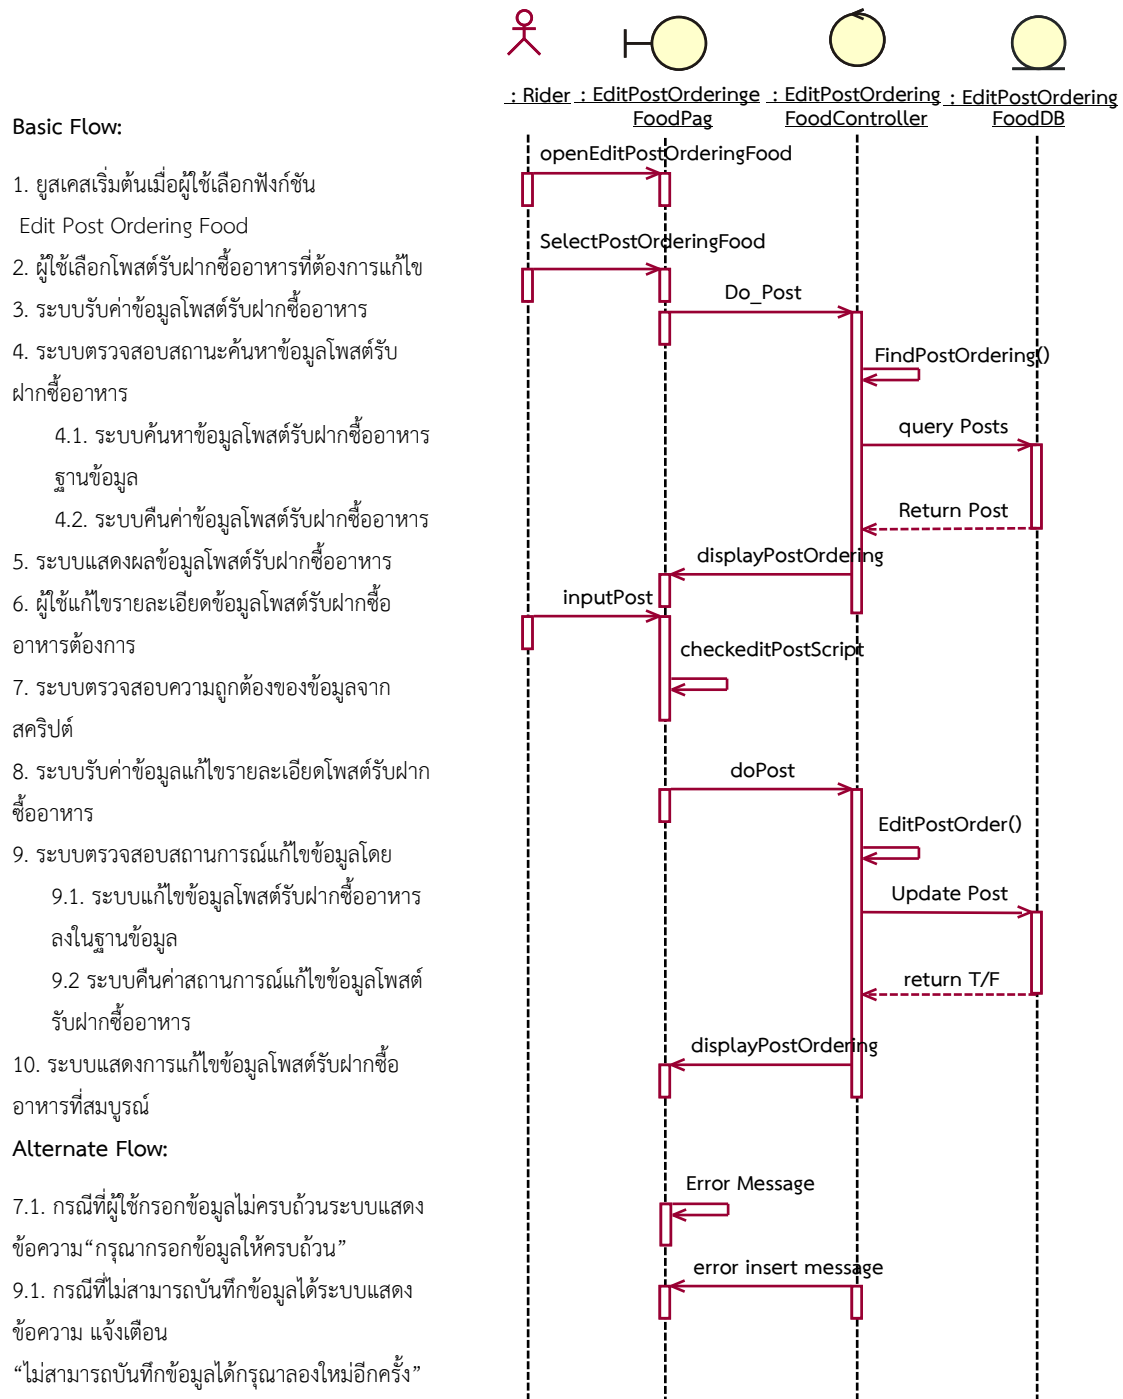 : Rider
: EditPostOrderinge
FoodPag
: EditPostOrdering
FoodController
: EditPostOrdering
FoodDB
Basic Flow:
1. ยูสเคสเริ่มต้นเมื่อผู้ใช้เลือกฟังก์ชัน
Edit Post Ordering Food
2. ผู้ใช้เลือกโพสต์รับฝากซื้ออาหารที่ต้องการแก้ไข
3. ระบบรับค่าข้อมูลโพสต์รับฝากซื้ออาหาร
4. ระบบตรวจสอบสถานะค้นหาข้อมูลโพสต์รับ
ฝากซื้ออาหาร
4.1. ระบบค้นหาข้อมูลโพสต์รับฝากซื้ออาหาร
ฐานข้อมูล
4.2. ระบบคืนค่าข้อมูลโพสต์รับฝากซื้ออาหาร
5. ระบบแสดงผลข้อมูลโพสต์รับฝากซื้ออาหาร
6. ผู้ใช้แก้ไขรายละเอียดข้อมูลโพสต์รับฝากซื้อ
อาหารต้องการ
7. ระบบตรวจสอบความถูกต้องของข้อมูลจาก
สคริปต์
8. ระบบรับค่าข้อมูลแก้ไขรายละเอียดโพสต์รับฝาก
ซื้ออาหาร
9. ระบบตรวจสอบสถานการณ์แก้ไขข้อมูลโดย
9.1. ระบบแก้ไขข้อมูลโพสต์รับฝากซื้ออาหาร
ลงในฐานข้อมูล
9.2 ระบบคืนค่าสถานการณ์แก้ไขข้อมูลโพสต์
รับฝากซื้ออาหาร
10. ระบบแสดงการแก้ไขข้อมูลโพสต์รับฝากซื้อ
อาหารที่สมบูรณ์
Alternate Flow:
7.1. กรณีที่ผู้ใช้กรอกข้อมูลไม่ครบถ้วนระบบแสดง
ข้อความ“กรุณากรอกข้อมูลให้ครบถ้วน”
9.1. กรณีที่ไม่สามารถบันทึกข้อมูลได้ระบบแสดง
ข้อความ แจ้งเตือน
“ไม่สามารถบันทึกข้อมูลได้กรุณาลองใหม่อีกครั้ง”
openEditPostOrderingFood
SelectPostOrderingFood
Do_Post
FindPostOrdering()
query Posts
Return Post
displayPostOrdering
inputPost
checkeditPostScript
doPost
EditPostOrder()
Update Post
return T/F
displayPostOrdering
Error Message
error insert message